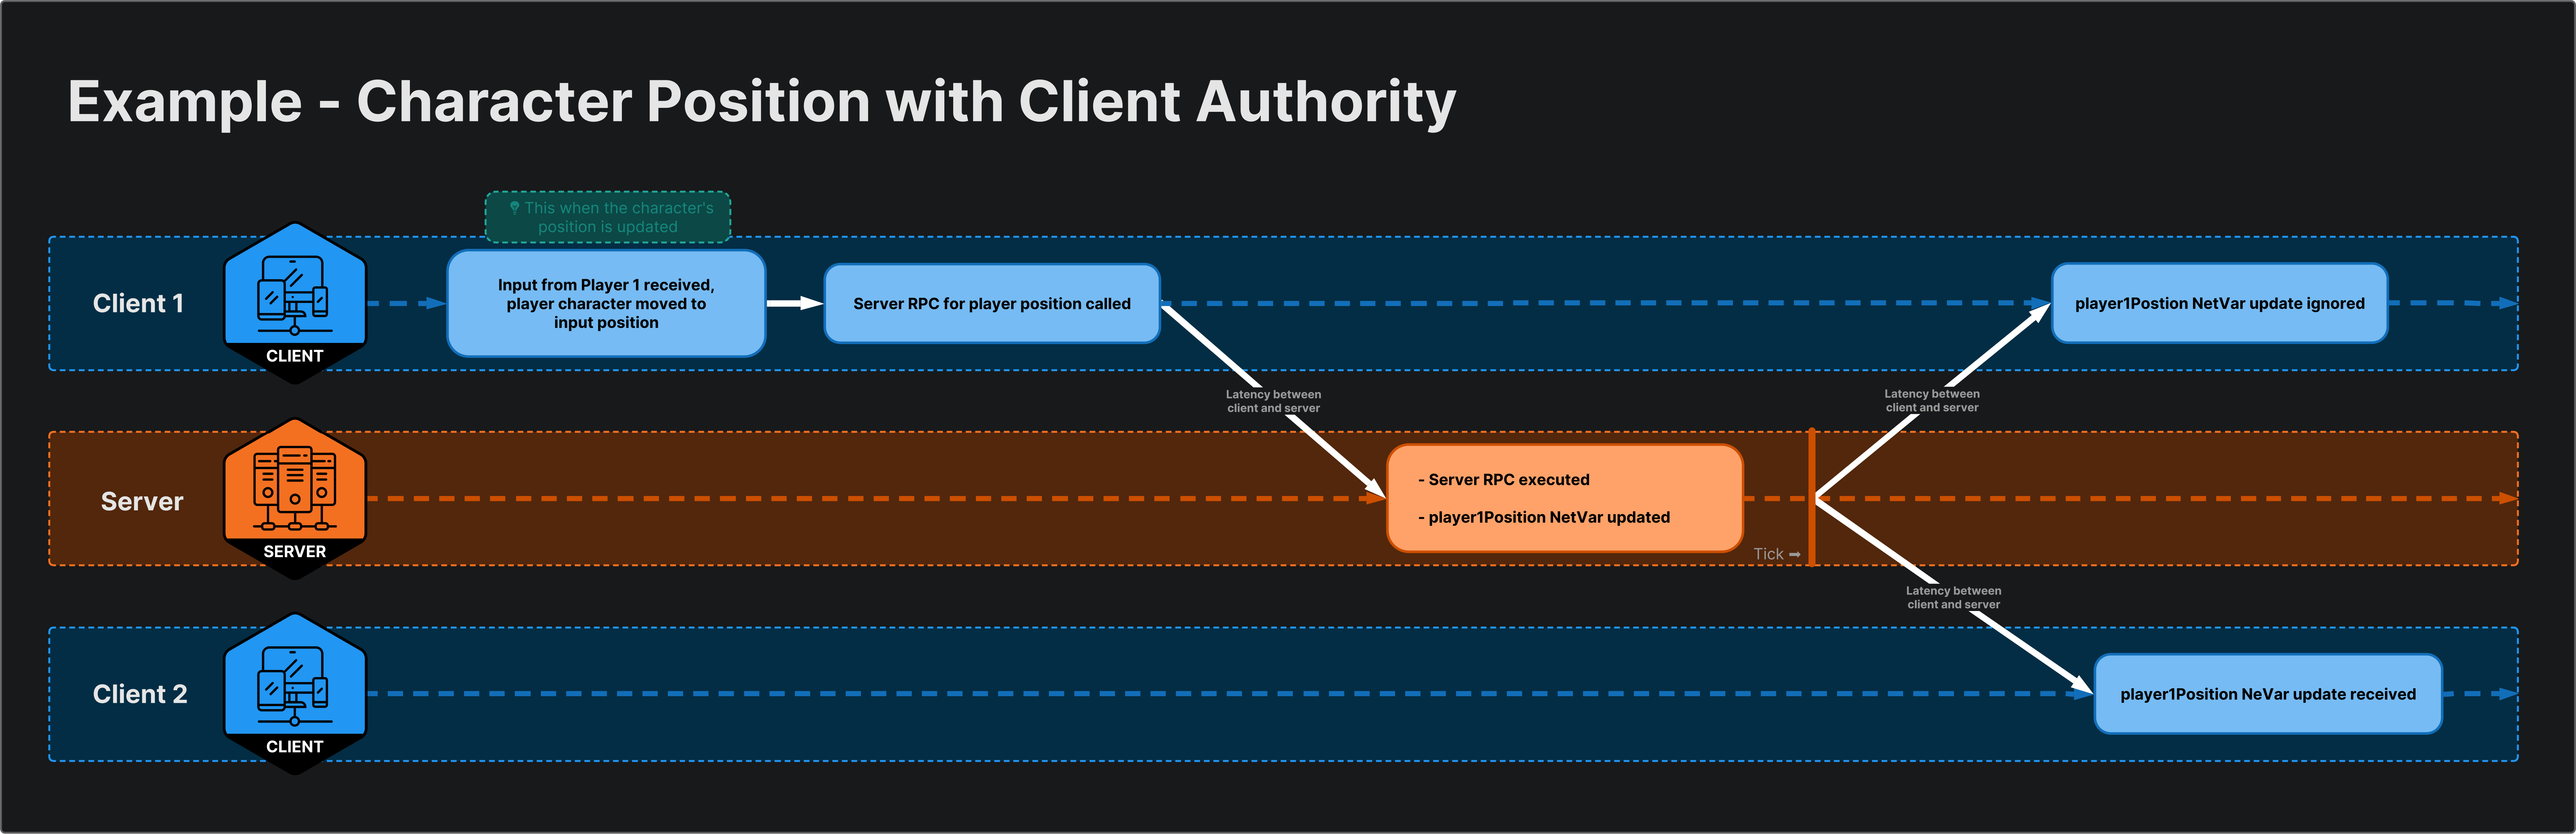 Example - Character Position with Client Authority
This when the character's
position is updated
Client 1
CLIENT
Input from Player 1 received,
player character moved to
input position
Server RPC for player position called
player1Postion NetVar update ignored
Latency between
client and server
Latency between
client and server
Server
SERVER
- Server RPC executed
- player1Position NetVar updated
Tick ➡
Latency between
client and server
Client 2
CLIENT
player1Position NeVar update received